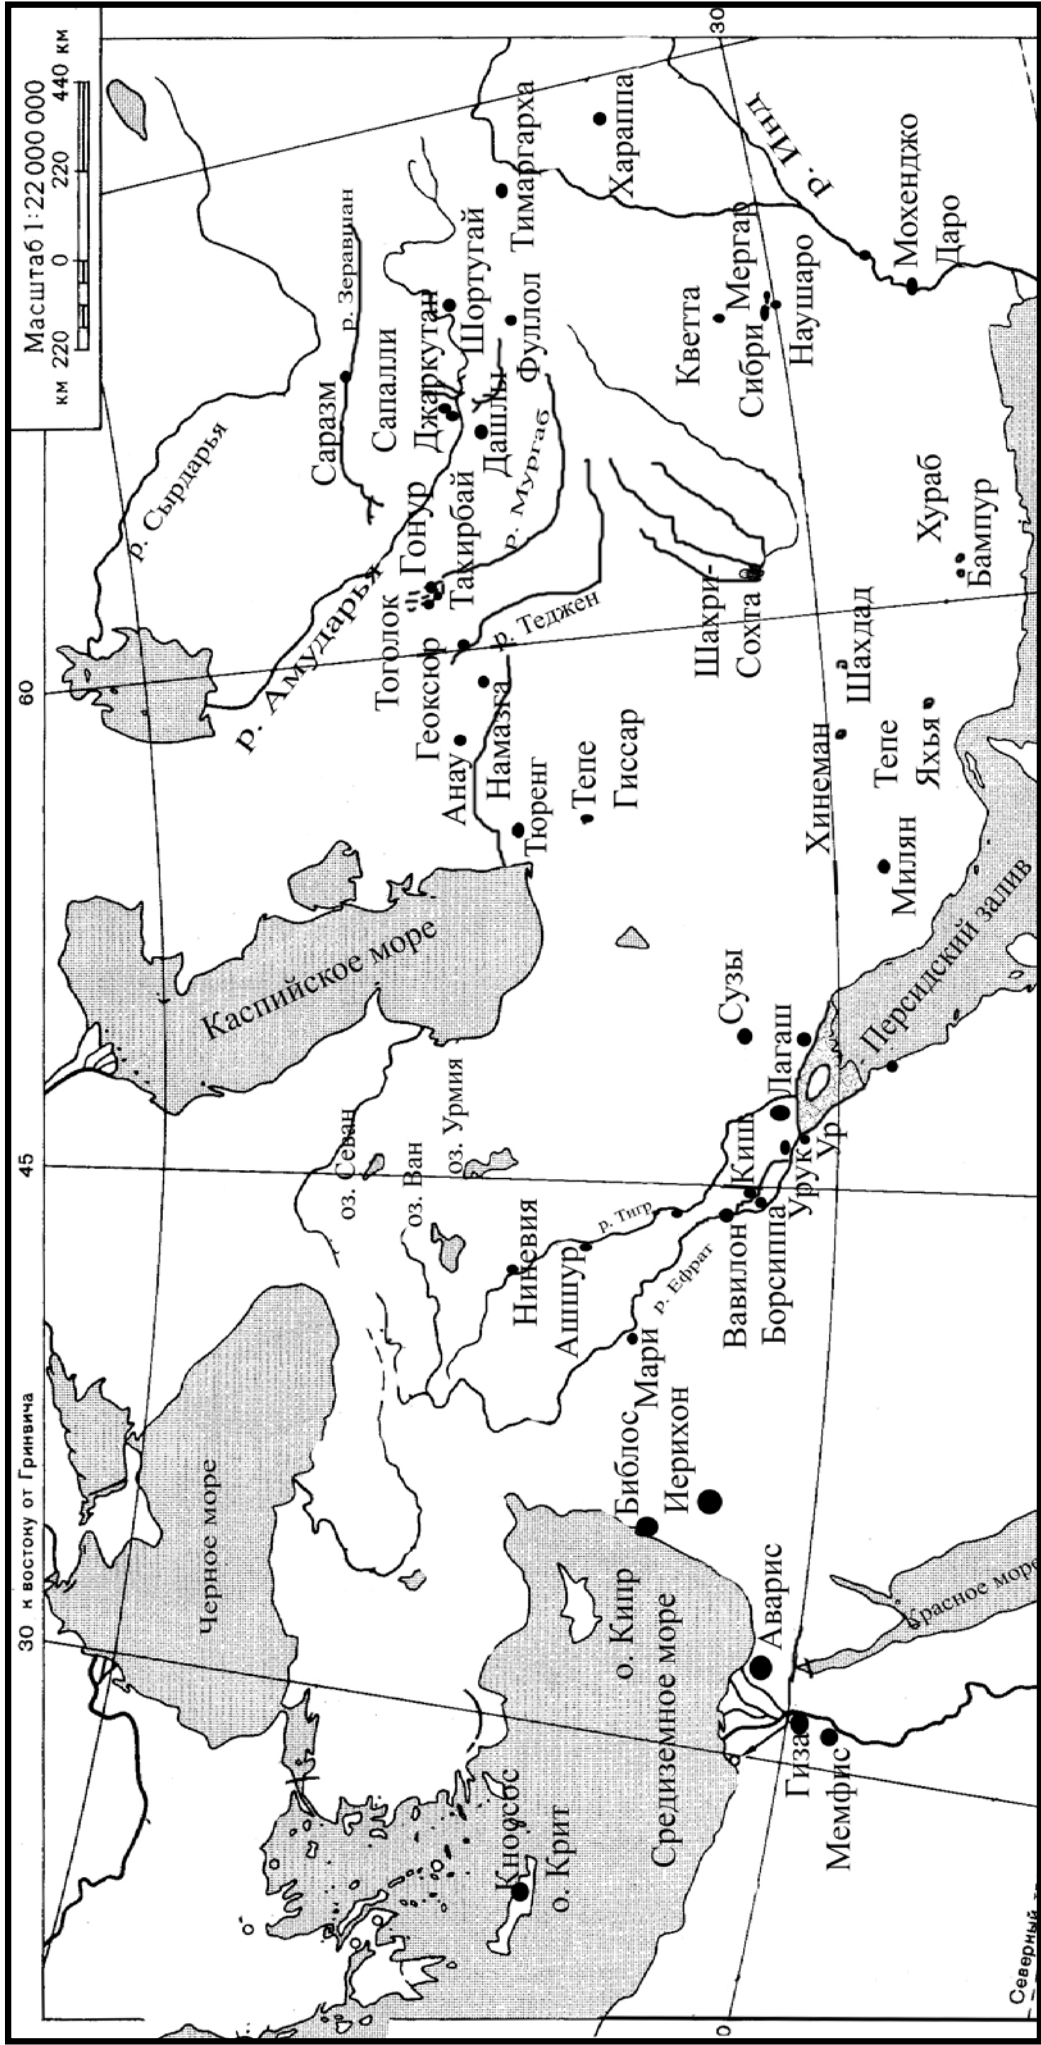 Масштаб 1:22 000 000
км 220 0 220 440 км
30 к востоку от Гринвича
45
60
30
0
р. Сырдарья
р. Амударья
р. Зеравшан
Саразм
Сапалли
Джаркутан
Шортугай
Тимаргарха
Хараппа
р. Инд
Дашлы
Фуллол
р. Мургаб
Гонур
Тахирбай
Тоголок
Геоксюр
р. Теджен
Анау
Намазга
Тюренг
Тепе
Гиссар
Кветта
Мергар
Сибри
Наушаро
Мохенджо
Даро
Шахри-
Сохта
Хураб
Бампур
Шахдад
Хинеман
Тепе
Яхья
Милян
Персидский залив
Каспийское море
оз. Севан
оз. Ван
оз. Урмия
Сузы
Лагаш
Киш
Ур
Урук
Борсиппа
Вавилон
р. Тигр
р. Ефрат
Ниневия
Ашшур
Мари
Черное море
Библос
Иерихон
о. Кипр
Средиземное море
Аварис
Красное море
Гиза
Мемфис
Кноссос
о. Крит
Северный